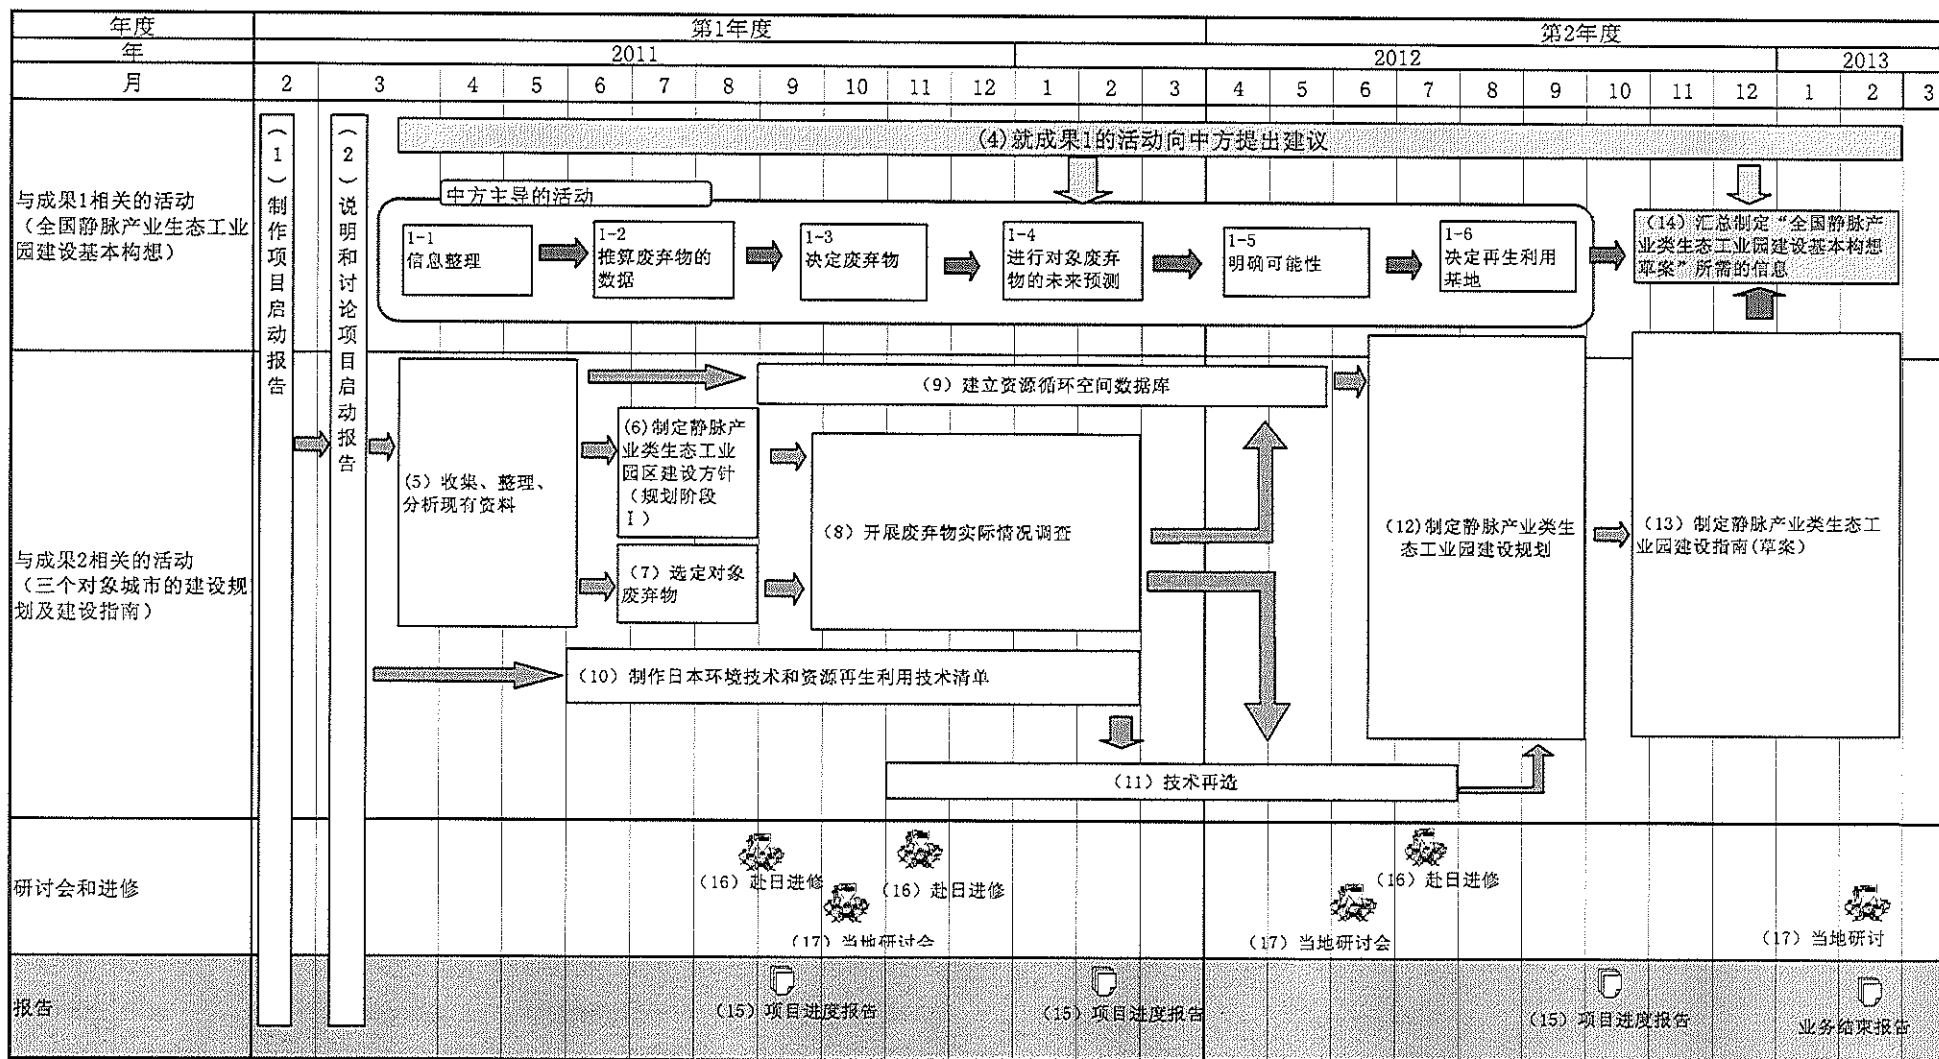 年度
第1年度
第2年度
年
2011
2012
2013
月
2
3
4
5
6
7
8
9
10
11
12
1
2
3
4
5
6
7
8
9
10
11
12
1
2
3
与成果1相关的活动
（全国静脉产业生态工业
园建设基本构想）
（1）制作项目启动报告
（2）说明和讨论项目启动报告
(4)就成果1的活动向中方提出建议
中方主导的活动
1-1
信息整理
1-2
推算废弃物的
数据
1-3
决定废弃物
1-4
进行对象废弃
物的未来预测
1-5
明确可能性
1-6
决定再生利用
基地
（14）汇总制定“全国静脉产
业类生态工业园建设基本构想
草案”所需的信息
与成果2相关的活动
（三个对象城市的建设规
划及建设指南）
(5) 收集、整理、
分析现有资料
(6)制定静脉产
业类生态工业
园区建设方针
（规划阶段
I ）
（7）选定对象
废弃物
（8）开展废弃物实际情况调查
（9）建立资源循环空间数据库
（10）制作日本环境技术和资源再生利用技术清单
（11）技术再造
(12)制定静脉产业类生
态工业园建设规划
（13）制定静脉产业类生态工
业园建设指南(草案）
研讨会和进修
（16）赴日进修
（16）赴日进修
（16）赴日进修
（17）当地研讨会
（17）当地研讨会
（17）当地研讨
报告
（15）项目进度报告
（15）项目进度报告
（15）项目进度报告
业务结束报告